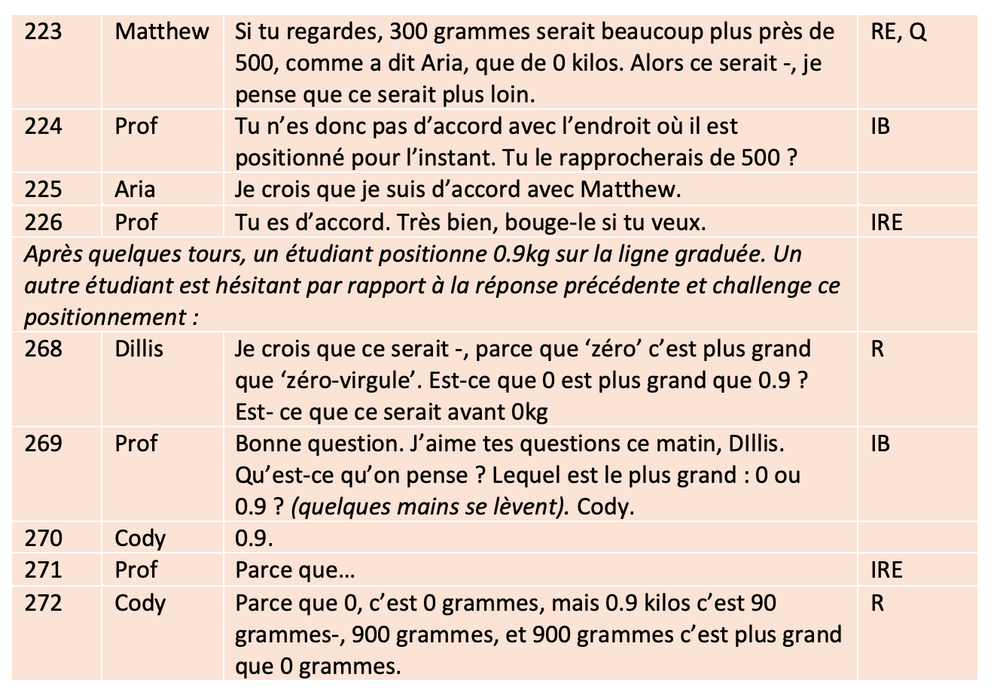 223 Matthew Si tu regardes, 300 grammes serait beaucoup plus près de RE, Q
500, comme a dit Aria, que de 0 kilos. Alors ce serait -, je
pense que ce serait plus loin.
224 Prof Tu n’es donc pas d’accord avec l’endroit où il est IB
positionné pour l’instant. Tu le rapprocherais de 500 ?
225 Aria Je crois que je suis d’accord avec Matthew.
226 Prof Tu es d’accord. Très bien, bouge-le si tu veux. IRE
Après quelques tours, un étudiant positionne 0.9kg sur la ligne graduée. Un
autre étudiant est hésitant par rapport à la réponse précédente et challenge ce
positionnement :
268 Dillis Je crois que ce serait -, parce que ‘zéro’ c’est plus grand R
que ‘zéro-virgule’. Est-ce que 0 est plus grand que 0.9 ?
Est- ce que ce serait avant 0kg
269 Prof Bonne question. J’aime tes questions ce matin, DIllis. IB
Qu’est-ce qu’on pense ? Lequel est le plus grand : 0 ou
0.9 ? (quelques mains se lèvent). Cody.
270 Cody 0.9.
271 Prof Parce que… IRE
272 Cody Parce que 0, c’est 0 grammes, mais 0.9 kilos c’est 90 R
grammes-, 900 grammes, et 900 grammes c’est plus grand
que 0 grammes.